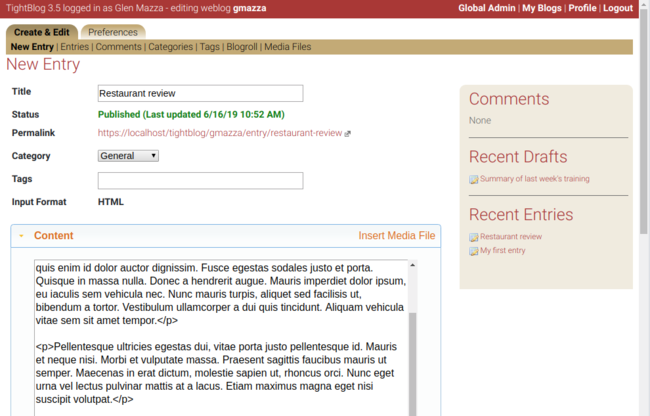 TightBlog 3.5 logged in as Glen Mazza - editing weblog gmazza
Global Admin | My Blogs | Profile | Logout
Create & Edit
Preferences
New Entry | Entries | Comments | Categories | Tags | Blogroll | Media Files
New Entry
Title
Restaurant review
Status
Published (Last updated 6/16/19 10:52 AM)
Permalink
https://localhost/tightblog/gmazza/entry/restaurant-review
Category
General
Tags
Input Format
HTML
Content
Insert Media File
quis enim id dolor auctor dignissim. Fusce egestas sodales justo et porta.
Quisque in massa nulla. Donec a hendrerit augue. Mauris imperdiet dolor ipsum,
eu iaculis sem vehicula nec. Nunc mauris turpis, aliquet sed facilisis ut,
bibendum a tortor. Vestibulum ullamcorper a dui quis tincidunt. Aliquam vehicula
vitae sem sit amet tempor.</p>
<p>Pellentesque ultricies egestas dui, vitae porta justo pellentesque id. Mauris
et neque nisi. Morbi et vulputate massa. Praesent sagittis faucibus mauris ut
semper. Maecenas in erat dictum, molestie sapien ut, rhoncus orci. Nunc eget
urna vel lectus pulvinar mattis at a lacus. Etiam maximus magna eget nisi
suscipit volutpat.</p>
Comments
None
Recent Drafts
Summary of last week's training
Recent Entries
Restaurant review
My first entry